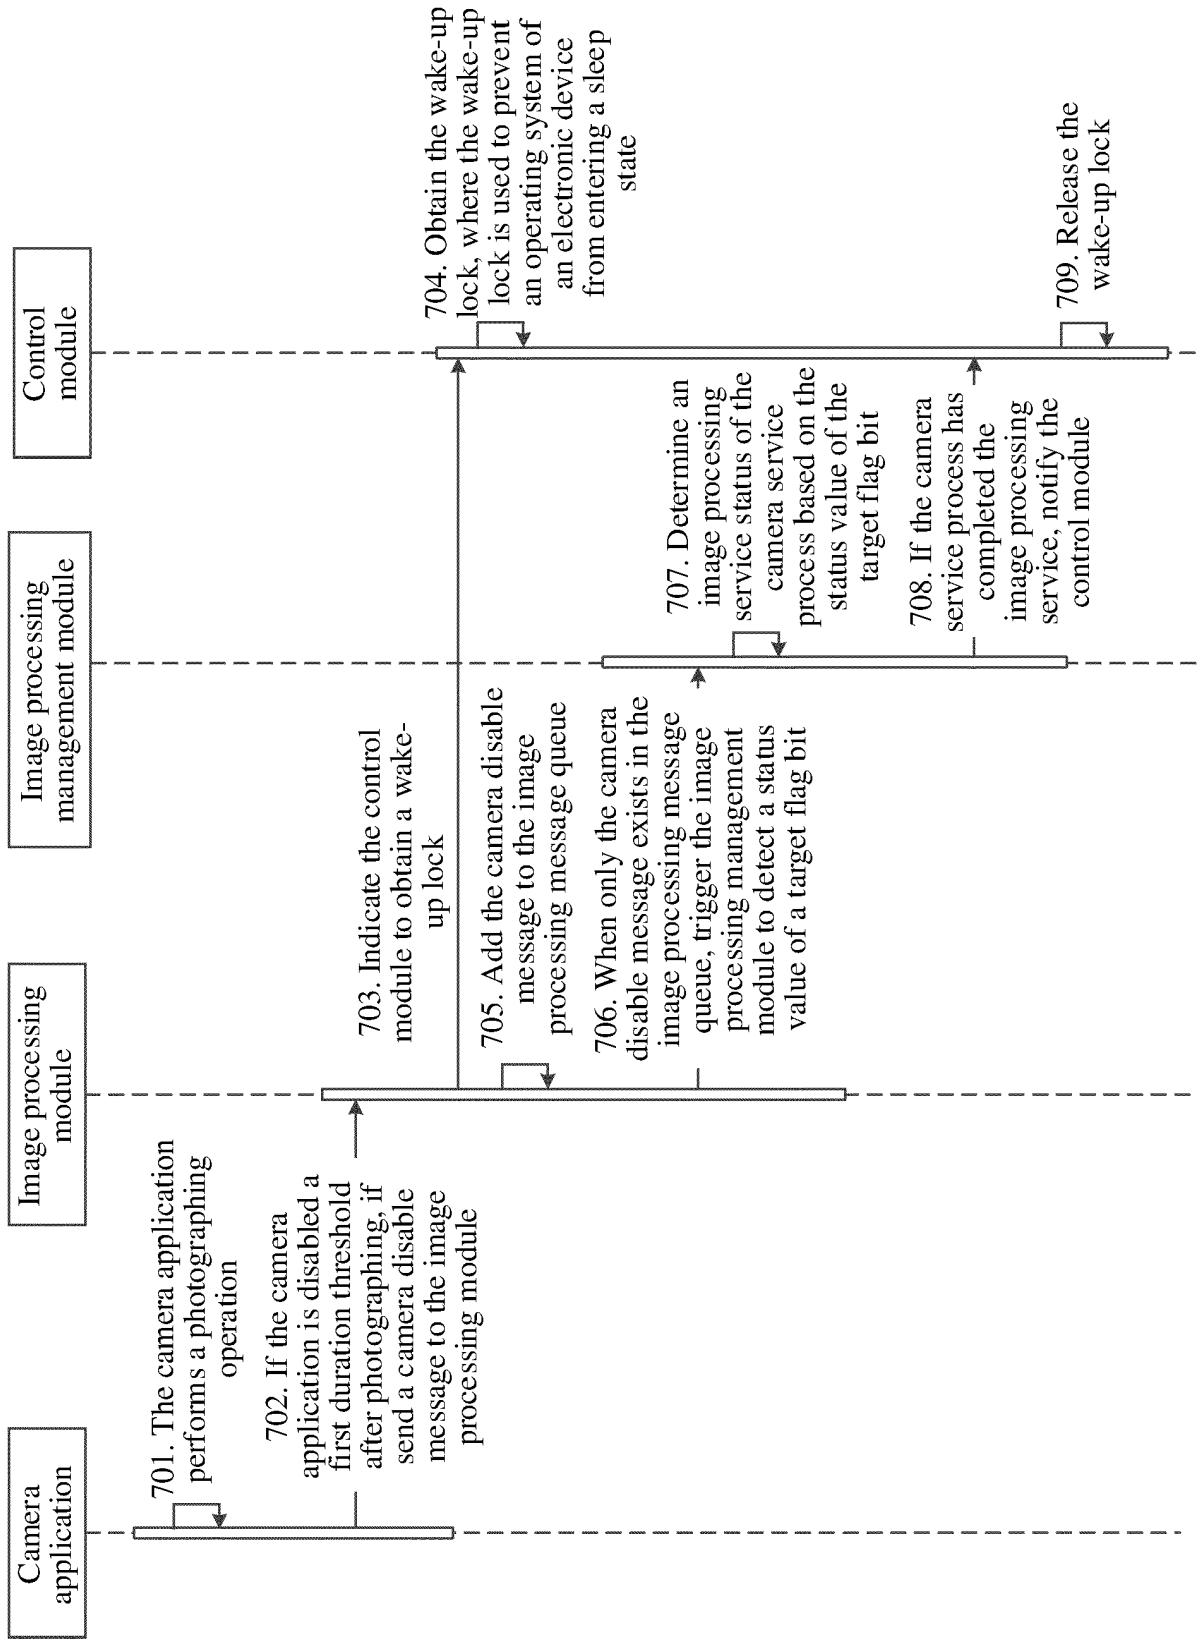 Camera
application
Image processing
module
Image processing
management module
Control
module
701. The camera application
performs a photographing
operation
702. If the camera
application is disabled a
first duration threshold
after photographing, if
send a camera disable
message to the image
processing module
703. Indicate the control
module to obtain a wake-
up lock
704. Obtain the wake-up
lock, where the wake-up
lock is used to prevent
an operating system of
an electronic device
from entering a sleep
state
705. Add the camera disable
message to the image
processing message queue
706. When only the camera
disable message exists in the
image processing message
queue, trigger the image
processing management
module to detect a status
value of a target flag bit
707. Determine an
image processing
service status of the
camera service
process based on the
status value of the
target flag bit
708. If the camera
service process has
completed the
image processing
service, notify the
control module
709. Release the
wake-up lock